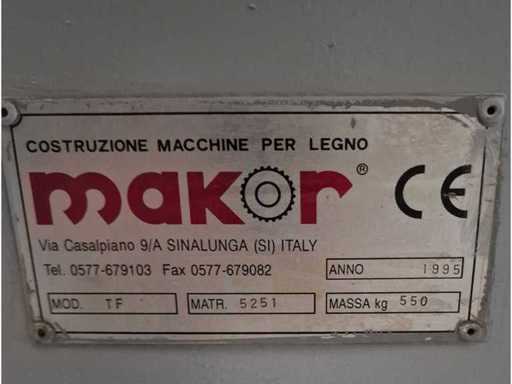 COSTRUZIONE MACCHINE PER LEGNO
makor® CE
Via Casalpiano 9/A SINALUNGA (SI) ITALY
Tel. 0577-679103 Fax 0577-679082 ANNO 1995
MOD. TF MATR. 5251 MASSA kg 550